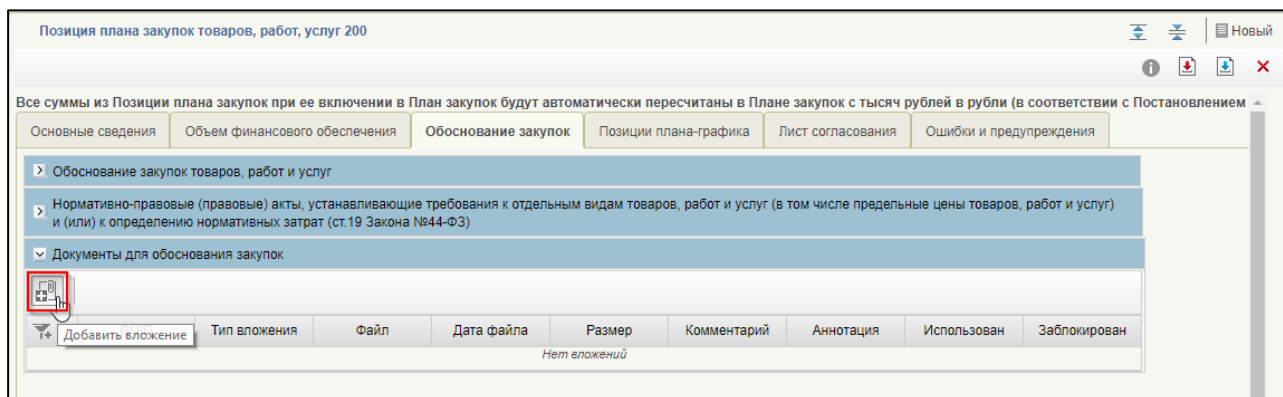 Позиция плана закупок товаров, работ, услуг 200
Новый
Все суммы из Позиции плана закупок при ее включении в План закупок будут автоматически пересчитаны в Плане закупок с тысяч рублей в рубли (в соответствии с Постановлением
Основные сведения Объем финансового обеспечения Обоснование закупок Позиции плана-графика Лист согласования Ошибки и предупреждения
Обоснование закупок товаров, работ и услуг
Нормативно-правовые (правовые) акты, устанавливающие требования к отдельным видам товаров, работ и услуг (в том числе предельные цены товаров, работ и услуг)
и (или) к определению нормативных затрат (ст.19 Закона №44-ФЗ)
Документы для обоснования закупок
Добавить вложение Тип вложения Файл Дата файла Размер Комментарий Аннотация Использован Заблокирован
Нет вложений